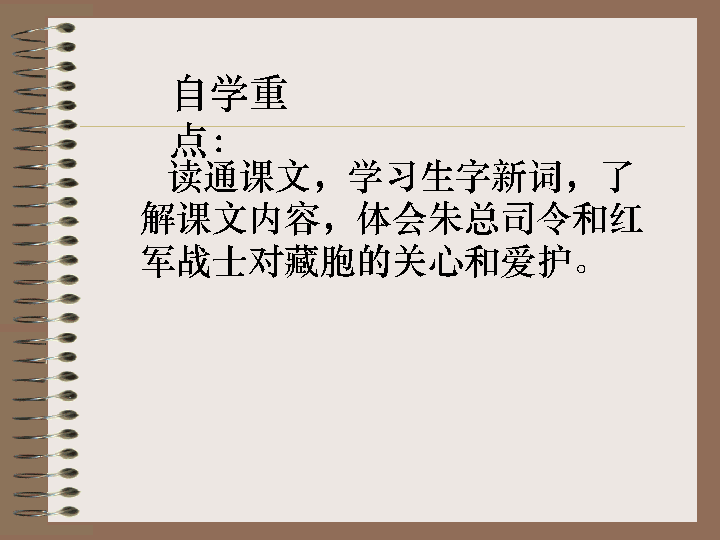 自学重
点:
读通课文，学习生字新词，了
解课文内容，体会朱总司令和红
军战士对藏胞的关心和爱护。